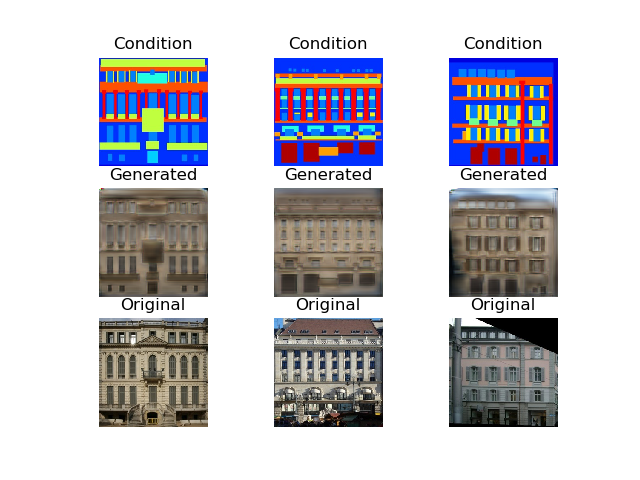 Condition Condition Condition
Generated Generated Generated
Original Original Original